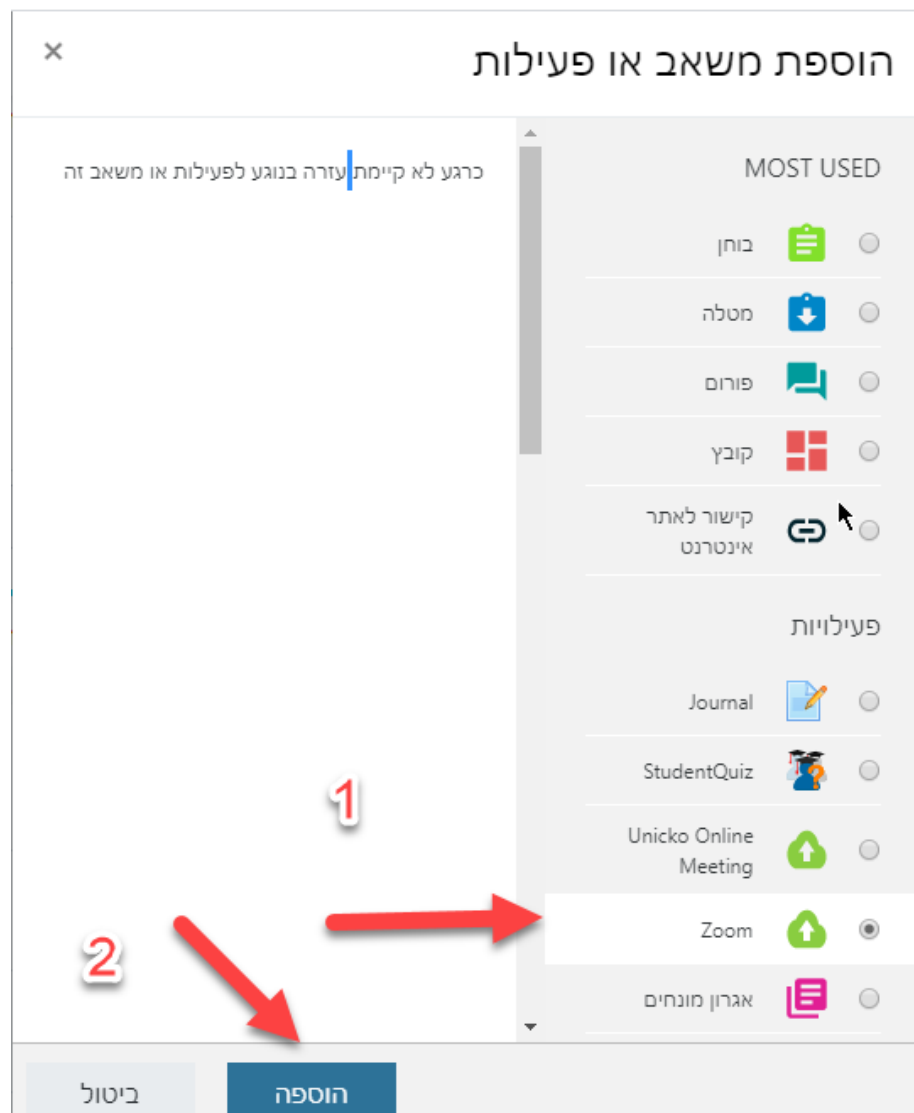 הוספת משאב או פעילות
×
MOST USED
בוחן
מטלה
פורום
קובץ
קישור לאתר
אינטרנט
פעילויות
Journal
StudentQuiz
Unicko Online
Meeting
Zoom
אגרון מונחים
כרגע לא קיימת עזרה בנוגע לפעילות או משאב זה
1
2
הוספה
ביטול